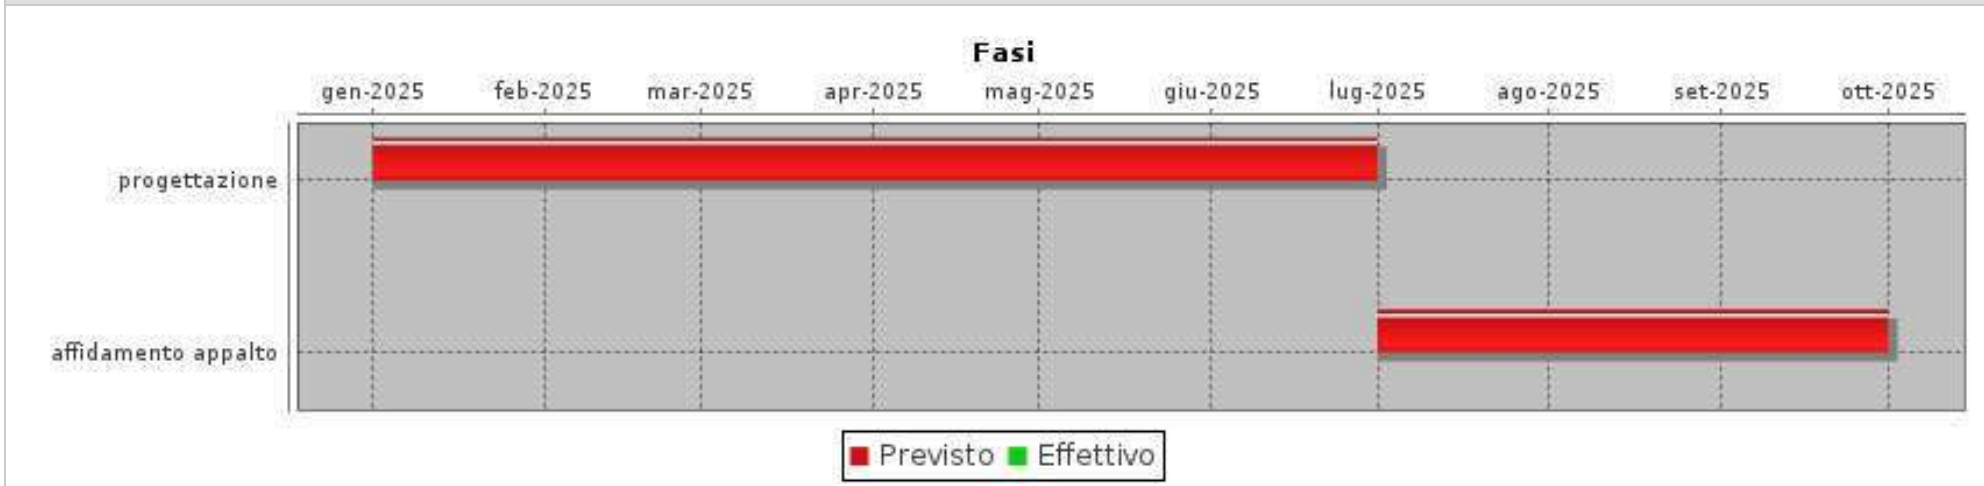 Fasi
gen-2025 feb-2025 mar-2025 apr-2025 mag-2025 giu-2025 lug-2025 ago-2025 set-2025 ott-2025
progettazione
affidamento appalto
Previsto Effettivo